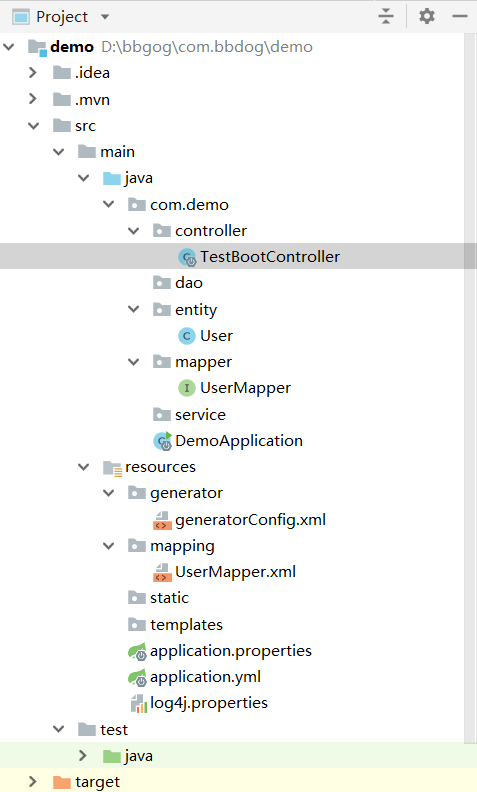 Project
demo D:\bbgog\com.bbdog\demo
.idea
.mvn
src
main
java
com.demo
controller
TestBootController
dao
entity
C User
mapper
I UserMapper
service
DemoApplication
resources
generator
generatorConfig.xml
mapping
UserMapper.xml
static
templates
application.properties
application.yml
log4j.properties
test
java
target